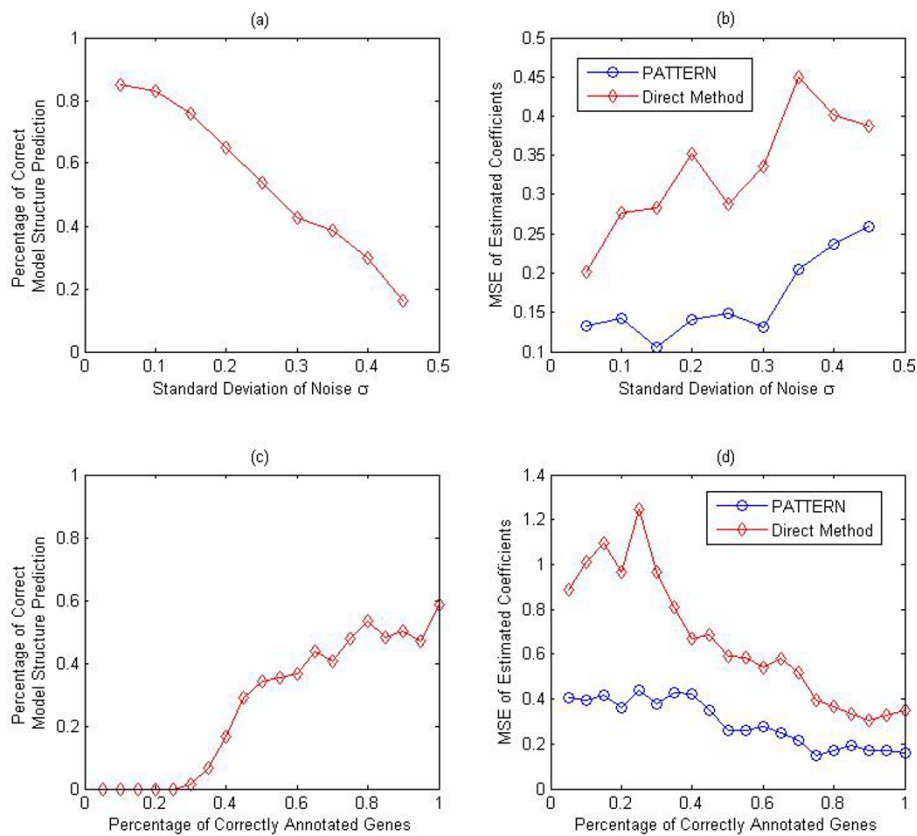 (a)
1
0.8
0.6
0.4
0.2
0
0
0.1
0.2
0.3
0.4
0.5
Percentage of Correct
Model Structure Prediction
Standard Deviation of Noise σ
(b)
0.5
0.45
0.4
0.35
0.3
0.25
0.2
0.15
0.1
0
0.1
0.2
0.3
0.4
0.5
MSE of Estimated Coefficients
Standard Deviation of Noise σ
PATTERN
Direct Method
(c)
1
0.8
0.6
0.4
0.2
0
0
0.2
0.4
0.6
0.8
1
Percentage of Correct
Model Structure Prediction
Percentage of Correctly Annotated Genes
(d)
1.4
1.2
1
0.8
0.6
0.4
0.2
0
0
0.2
0.4
0.6
0.8
1
MSE of Estimated Coefficients
Percentage of Correctly Annotated Genes
PATTERN
Direct Method